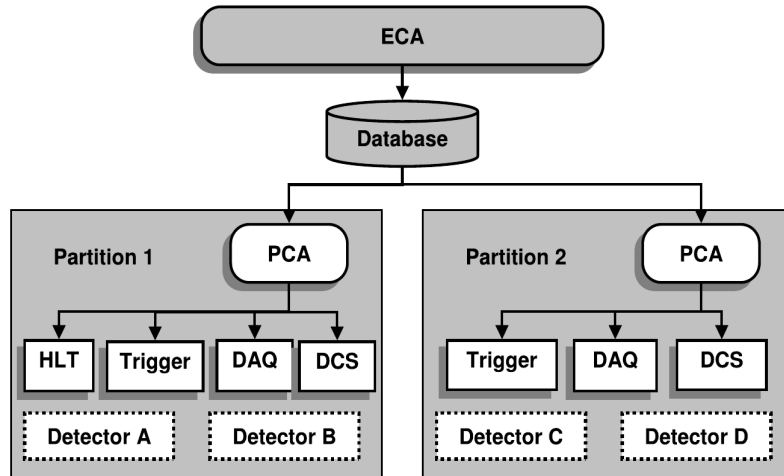 ECA
Database
Partition 1
PCA
HLT
Trigger
DAQ
DCS
Detector A
Detector B
Partition 2
PCA
Trigger
DAQ
DCS
Detector C
Detector D